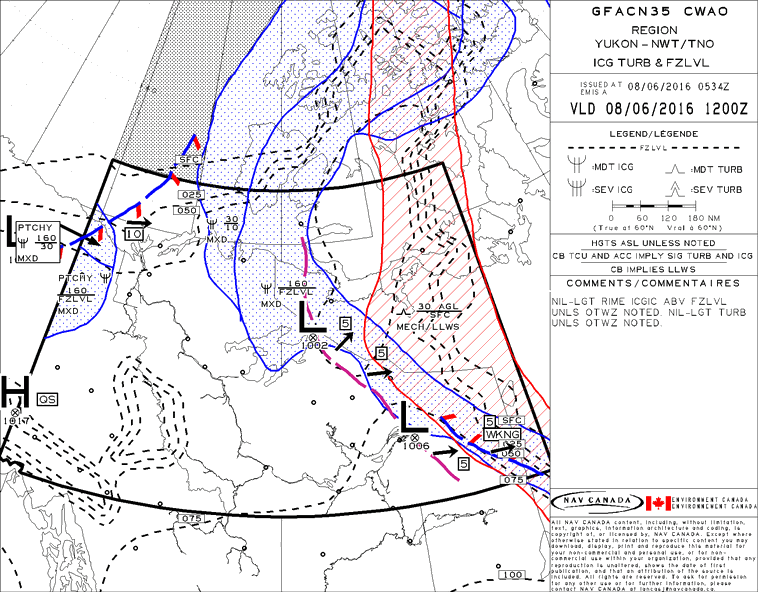 GFACN35 CWAO
REGION
YUKON - NWT/TNO
ICG TURB & FZLVL
ISSUED AT 08/06/2016 0534Z
EMIS A
VLD 08/06/2016 1200Z
LEGEND/LÉGENDE
FZLVL
:MDT ICG :MDT TURB
:SEV ICG :SEV TURB
0 60 120 180 NM
(True at 60°N Vrai à 60°N)
HGTS ASL UNLESS NOTED
CB TCU AND ACC IMPLY SIG TURB AND ICG
CB IMPLIES LLWS
COMMENTS/COMMENTAIRES
NIL-LGT RIME ICGIC ABV FZLVL
UNLS OTWZ NOTED. NIL-LGT TURB
UNLS OTWZ NOTED.
NAV CANADA
ENVIRONMENT CANADA
ENVIRONNEMENT CANADA
All NAV CANADA content, including, without limitation,
text, graphics, information architecture and coding, is
copyright of, or licensed by, NAV CANADA. Except where
otherwise stated in relation to specific content you may
download, display, print and reproduce this material for
your non-commercial and personal use, or for non-
commercial use within your organization, provided that any
reproduction is unaltered, shows the date of first
publication, and that an attribution of the source is
included. All rights are reserved. To ask for permission
for any other use or for further information, please
contact NAV CANADA at lancasj@navcanada.ca.
SFC
025
050
L
PTCHY
160
30
MXD
10
30
10
MXD
PTCHY
160
FZLVL
MXD
160
FZLVL
MXD
30 AGL
SFC
MECH/LLWS
L
1002
5
5
H
1017
QS
L
1006
5
5 SFC
WKNG
025
050
075
075
100